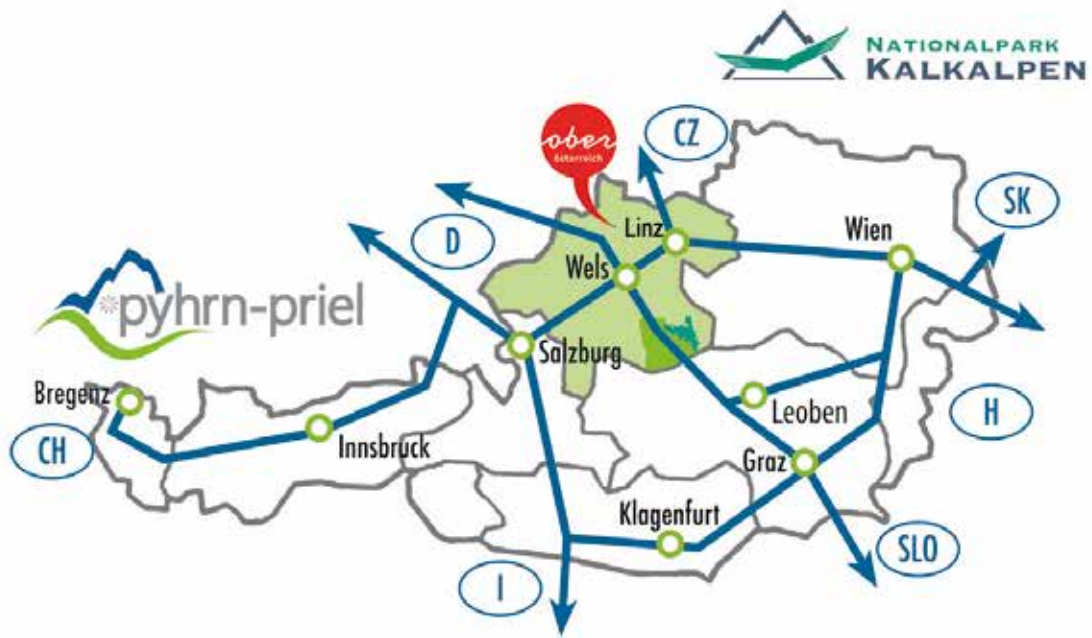 NATIONALPARK
KALKALPEN
ober
österreich
CZ
SK
D
Linz
Wien
Wels
pyhrn-priel
Salzburg
Bregenz
Innsbruck
Leoben
H
CH
Graz
Klagenfurt
SLO
I